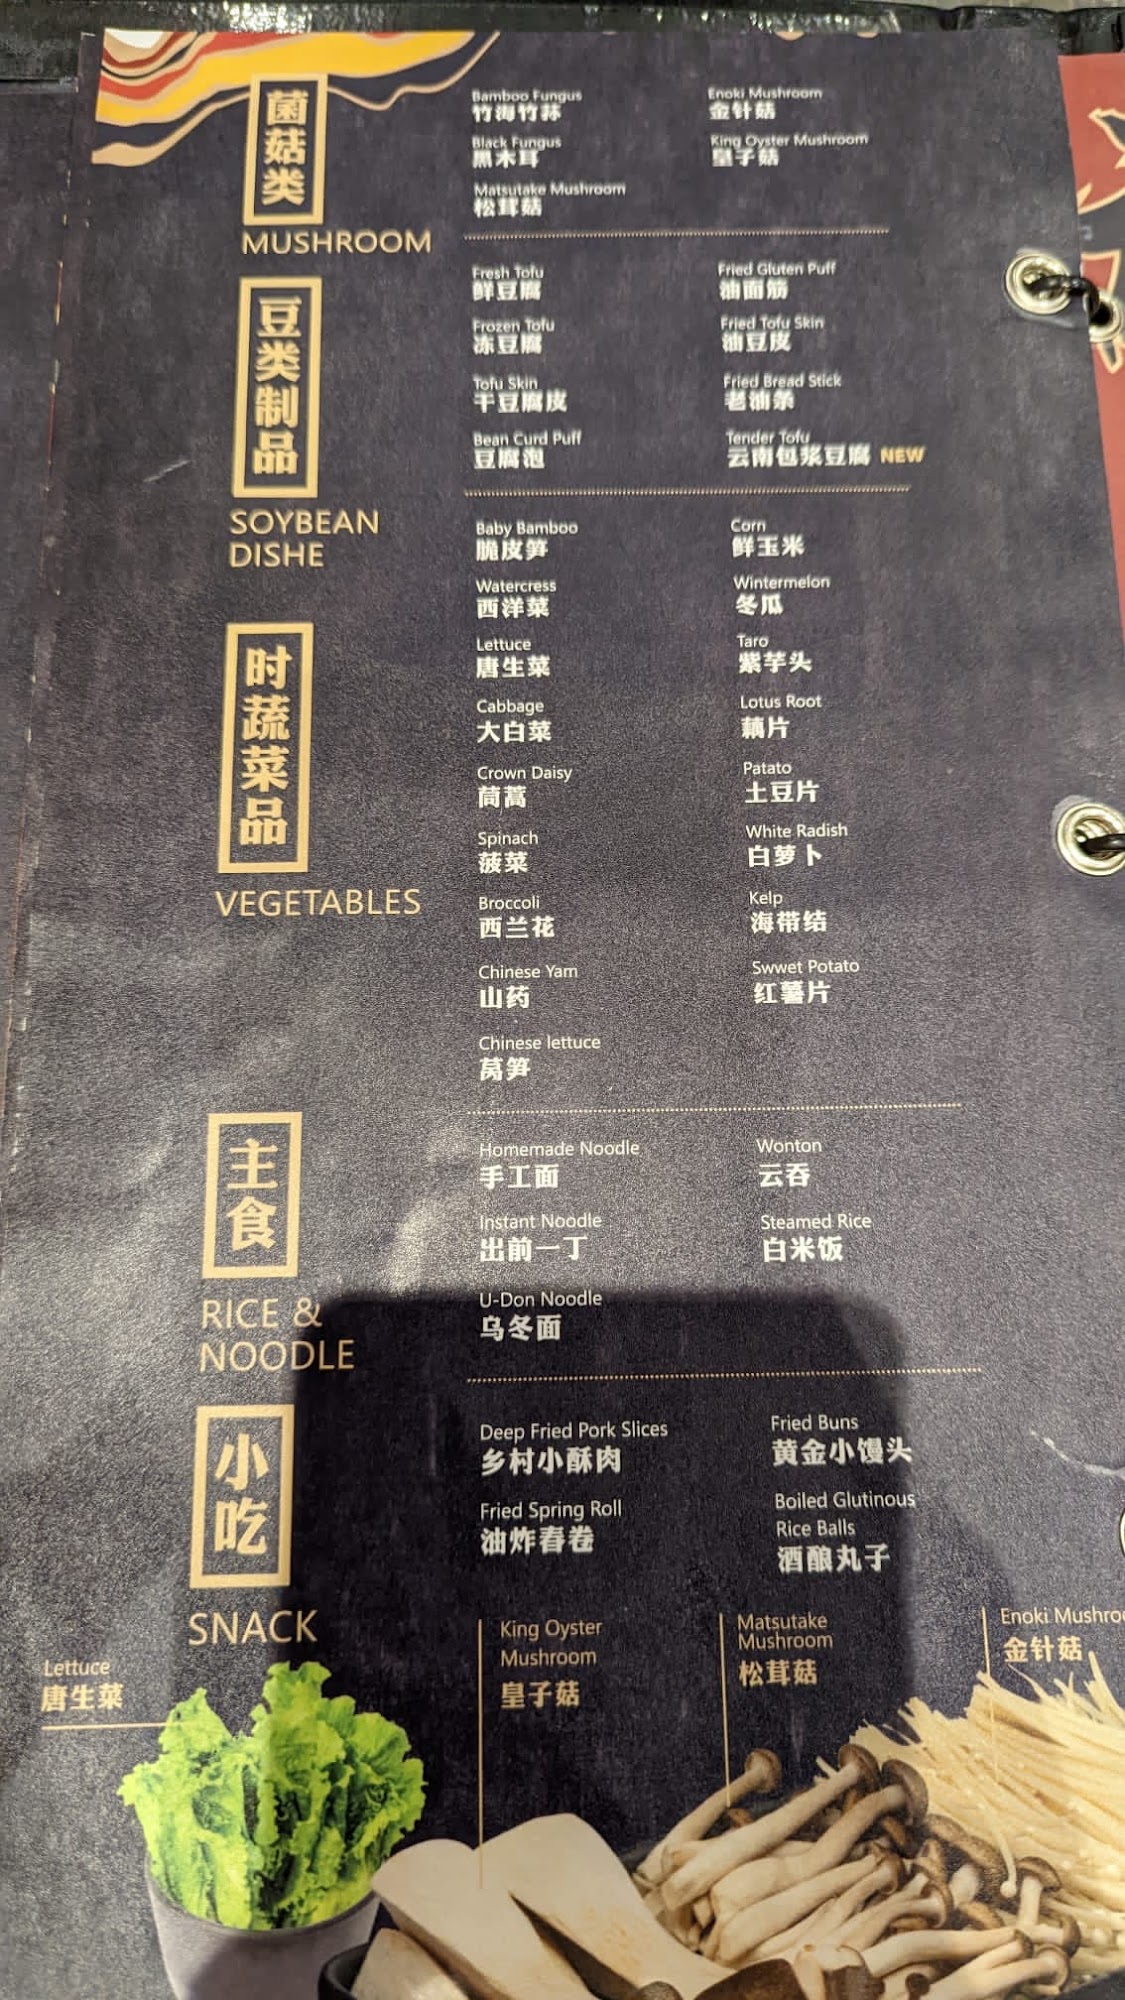 菌菇类
MUSHROOM
Bamboo Fungus
竹海竹荪
Enoki Mushroom
金针菇
Black Fungus
黑木耳
King Oyster Mushroom
皇子菇
Matsutake Mushroom
松茸菇
豆类制品
SOYBEAN
DISHE
Fresh Tofu
鲜豆腐
Fried Gluten Puff
油面筋
Frozen Tofu
冻豆腐
Fried Tofu Skin
油豆皮
Tofu Skin
干豆腐皮
Fried Bread Stick
老油条
Bean Curd Puff
豆腐泡
Tender Tofu
云南包浆豆腐 NEW
时蔬菜品
VEGETABLES
Baby Bamboo
脆皮笋
Corn
鲜玉米
Watercress
西洋菜
Wintermelon
冬瓜
Lettuce
唐生菜
Taro
紫芋头
Cabbage
大白菜
Lotus Root
藕片
Crown Daisy
茼蒿
Patato
土豆片
Spinach
菠菜
White Radish
白萝卜
Broccoli
西兰花
Kelp
海带结
Chinese Yam
山药
Swwet Potato
红薯片
Chinese lettuce
莴笋
主食
RICE &
NOODLE
Homemade Noodle
手工面
Wonton
云吞
Instant Noodle
出前一丁
Steamed Rice
白米饭
U-Don Noodle
乌冬面
小吃
SNACK
Deep Fried Pork Slices
乡村小酥肉
Fried Buns
黄金小馒头
Fried Spring Roll
油炸春卷
Boiled Glutinous
Rice Balls
酒酿丸子
Lettuce
唐生菜
King Oyster
Mushroom
皇子菇
Matsutake
Mushroom
松茸菇
Enoki Mushro
金针菇